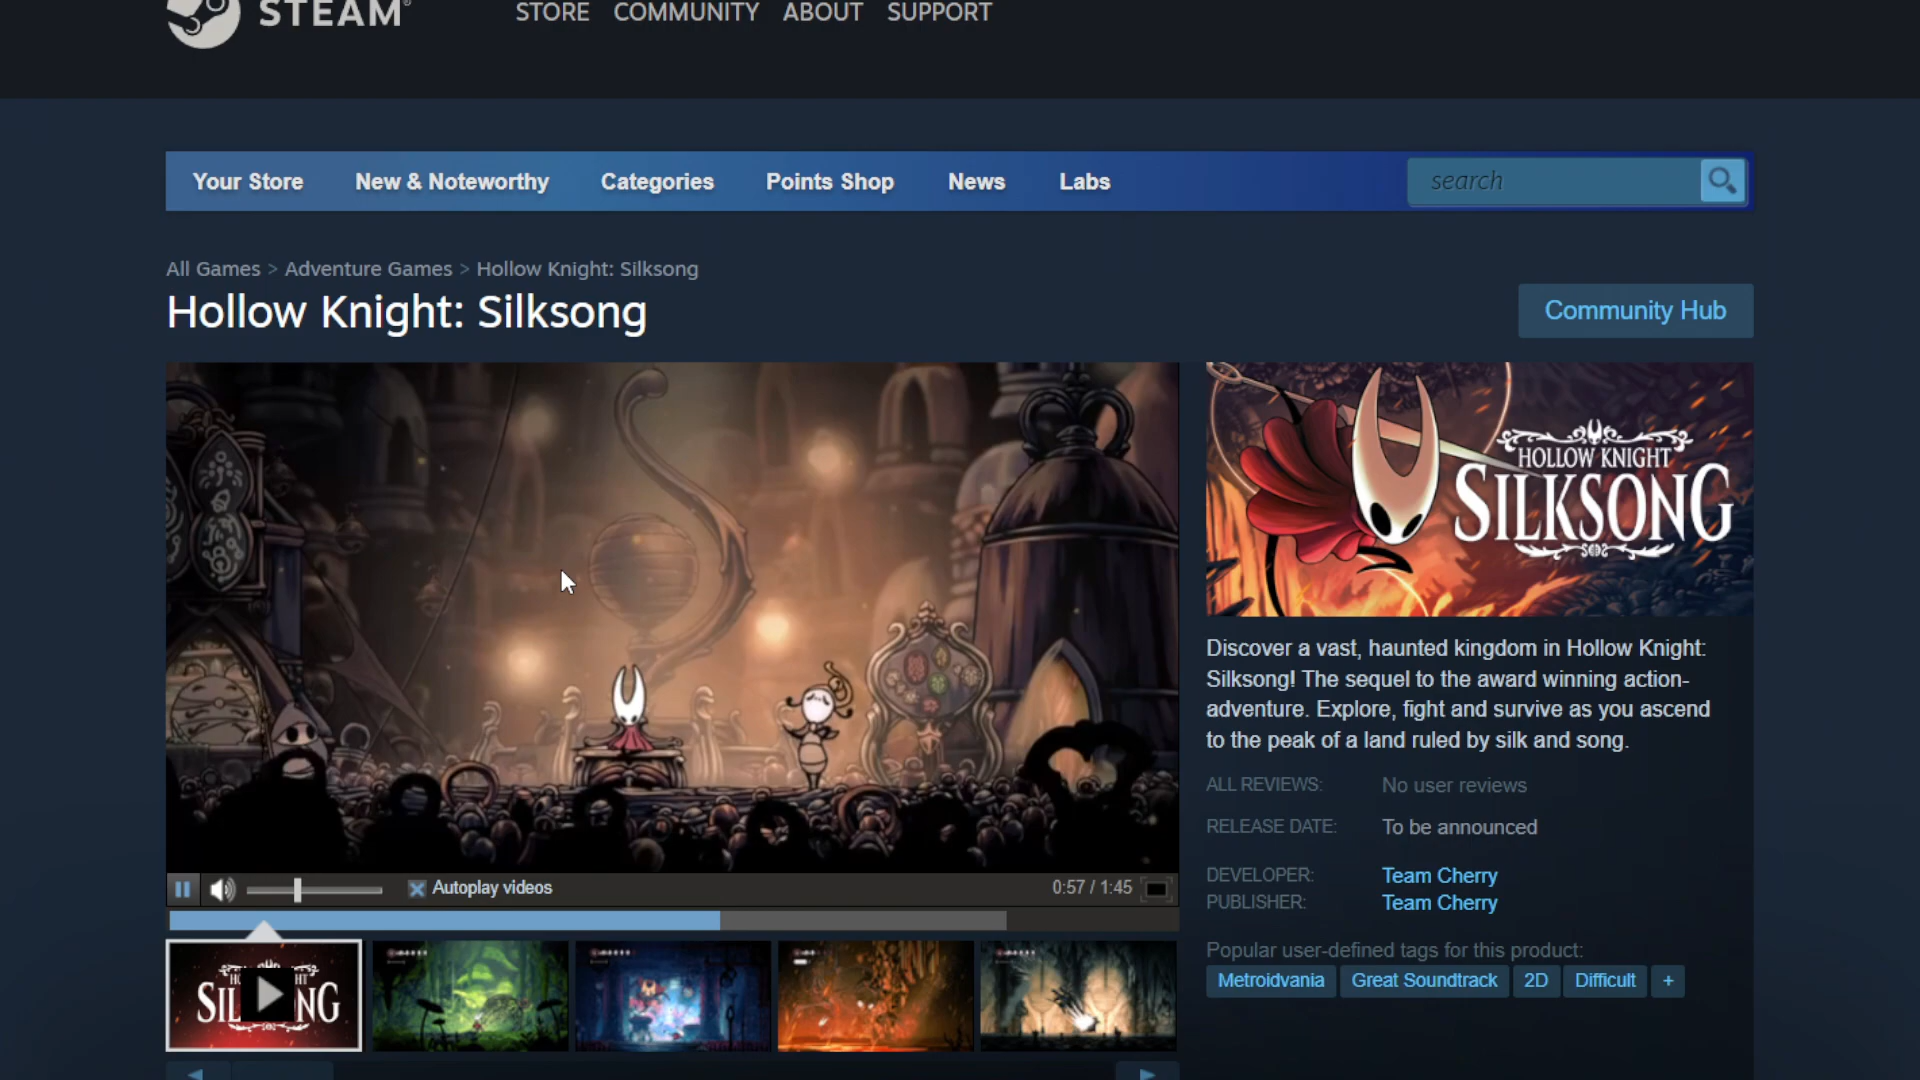 STEAM®
STORE COMMUNITY ABOUT SUPPORT
Your Store New & Noteworthy Categories Points Shop News Labs search
All Games > Adventure Games > Hollow Knight: Silksong
Hollow Knight: Silksong
Community Hub
HOLLOW KNIGHT
SILKSONG
Discover a vast, haunted kingdom in Hollow Knight:
Silksong! The sequel to the award winning action-
adventure. Explore, fight and survive as you ascend
to the peak of a land ruled by silk and song.
ALL REVIEWS: No user reviews
RELEASE DATE: To be announced
DEVELOPER: Team Cherry
PUBLISHER: Team Cherry
Popular user-defined tags for this product:
Metroidvania Great Soundtrack 2D Difficult +
Autoplay videos 0:57 / 1:45